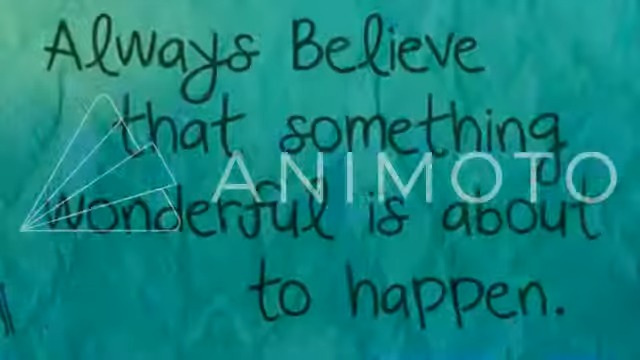 Always Believe
that something
ANIMOTO
wonderful is about
to happen.